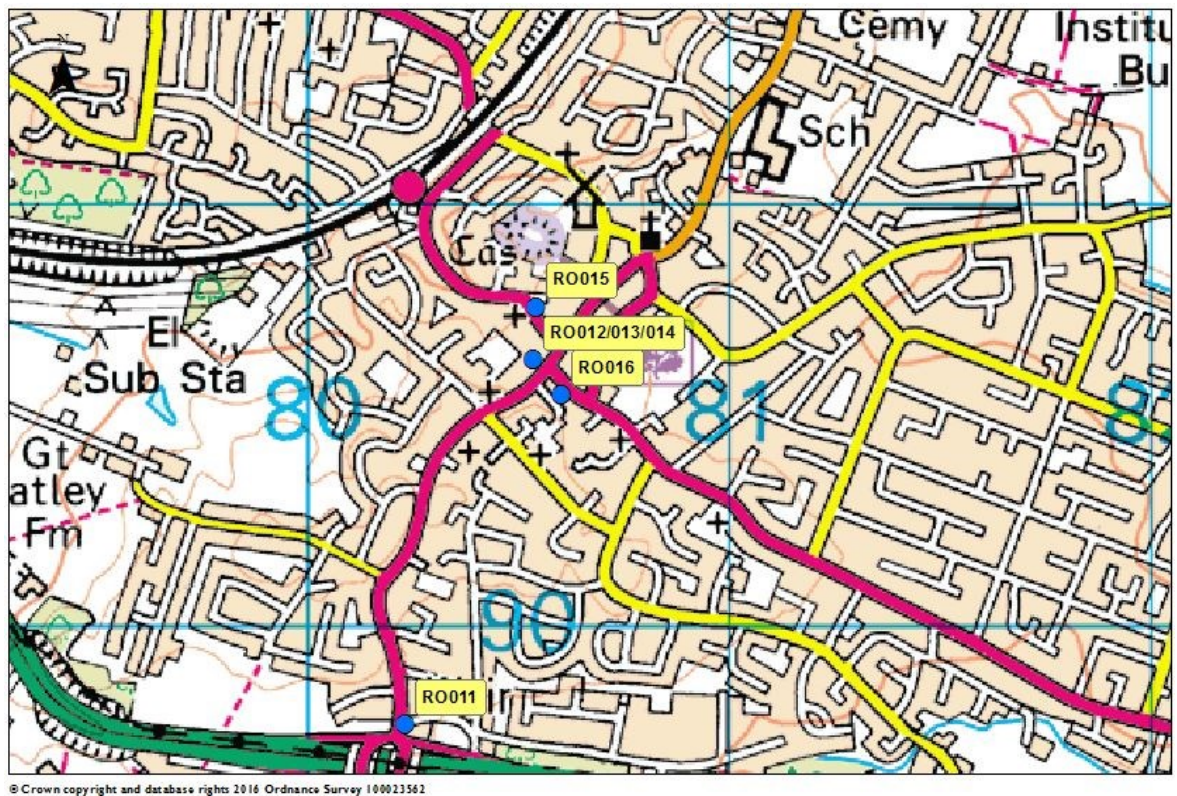 Cemy
Institu
Bu
N
Sch
Cas
RO015
RO012/013/014
RO016
El
Sub Sta
80
81
Gt
atley
Fm
90
RO011
© Crown copyright and database rights 2016 Ordnance Survey 100023562